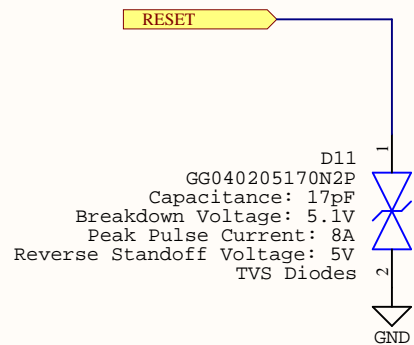 RESET
1
D11
GG040205170N2P
Capacitance: 17pF
Breakdown Voltage: 5.1V
Peak Pulse Current: 8A
Reverse Standoff Voltage: 5V
TVS Diodes
2
GND